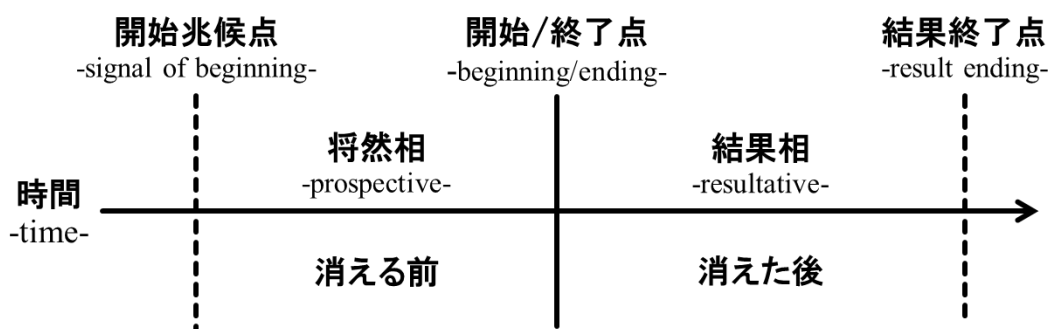 開始兆候点
-signal of beginning-
開始/終了点
-beginning/ending-
結果終了点
-result ending-
将然相
-prospective-
結果相
-resultative-
時間
-time-
消える前
消えた後